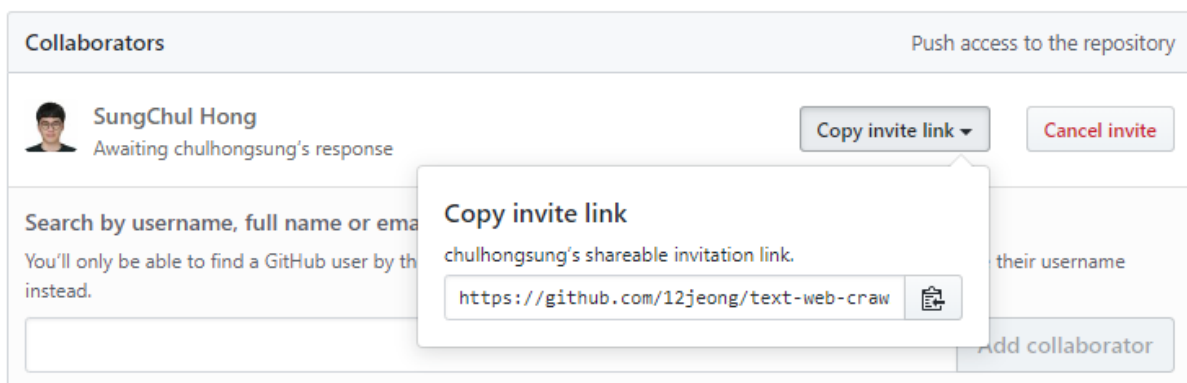 Collaborators
Push access to the repository
SungChul Hong
Awaiting chulhongsung's response
Copy invite link
Cancel invite
Copy invite link
chulhongsung's shareable invitation link.
https://github.com/12jeong/text-web-craw
Search by username, full name or ema
You'll only be able to find a GitHub user by th
their username
instead.
Add collaborator